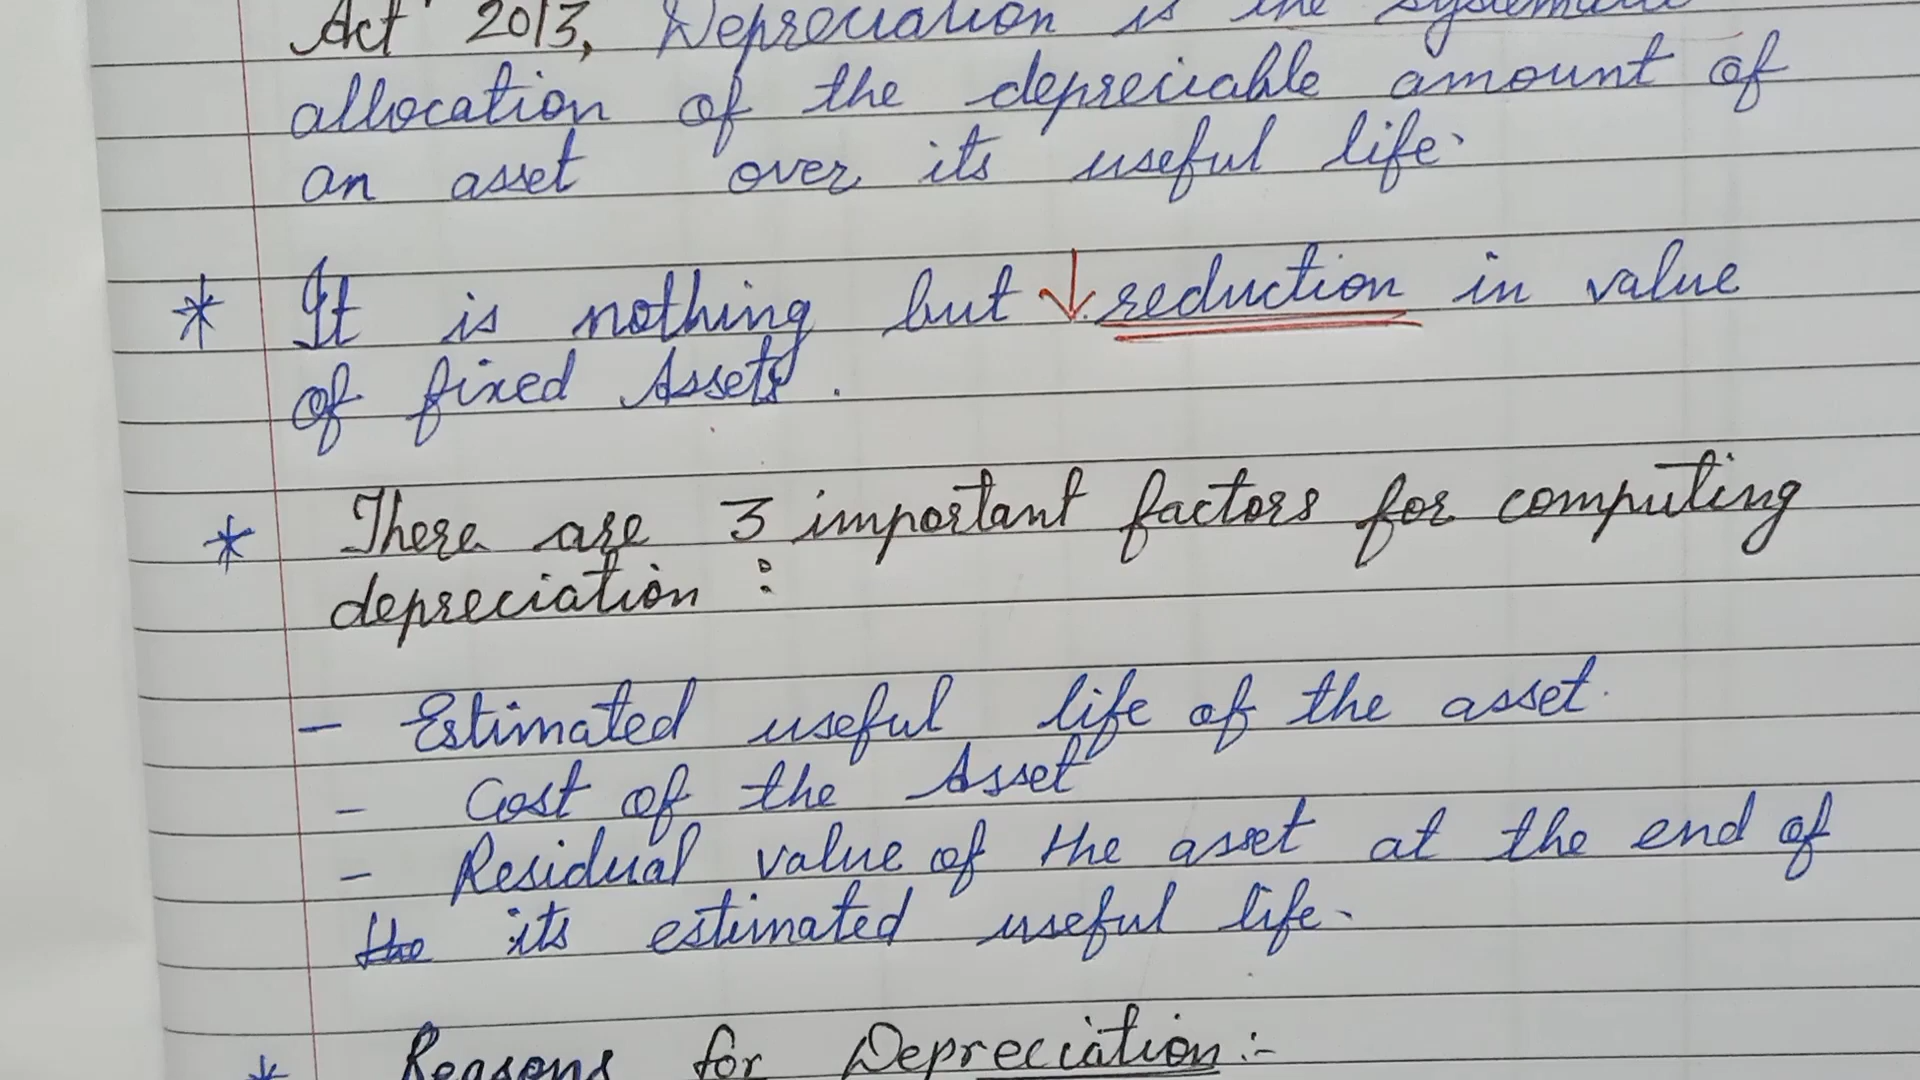 Act 2013, Depreciation is the systematic
allocation of the depreciable amount of
an asset over its useful life.
* It is nothing but ↓ reduction in value
of fixed Assets.
* There are 3 important factors for computing
depreciation :
- Estimated useful life of the asset.
- Cost of the Asset
- Residual value of the asset at the end of
the its estimated useful life.
* Reasons for Depreciation :-